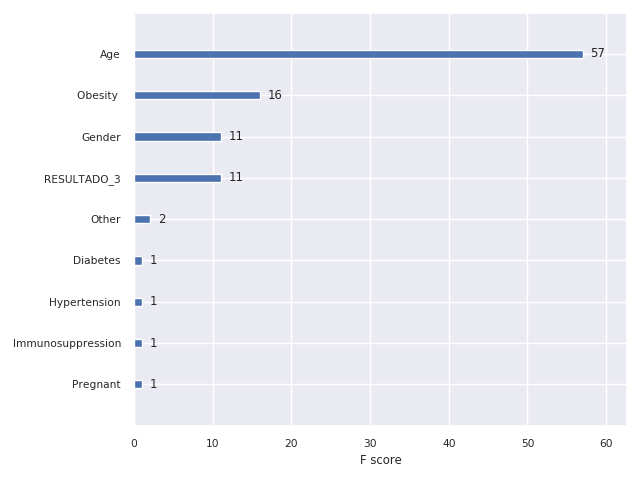 Age 57
Obesity 16
Gender 11
RESULTADO_3 11
Other 2
Diabetes 1
Hypertension 1
Immunosuppression 1
Pregnant 1
0 10 20 30 40 50 60
F score